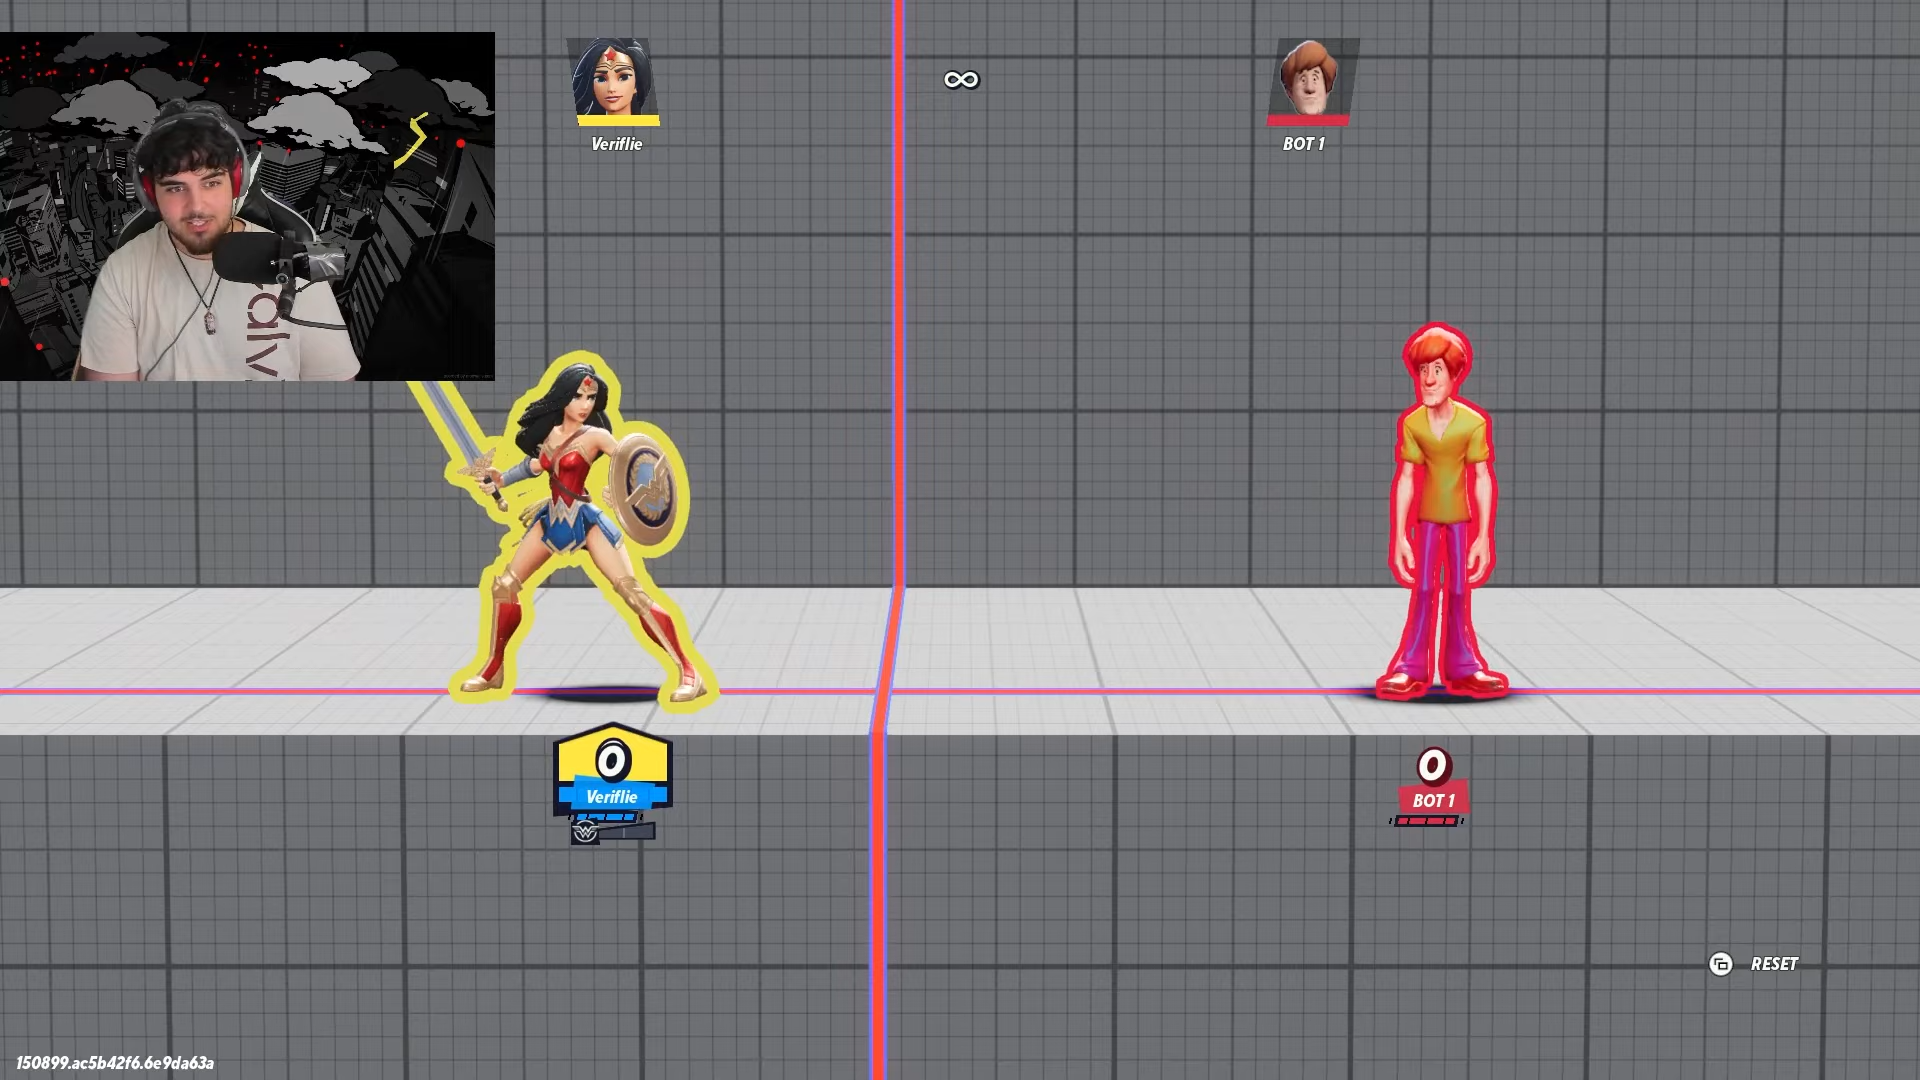 ∞
Veriflie
BOT 1
0
Veriflie
0
BOT 1
RESET
150899.ac5b42f6.6e9da63a